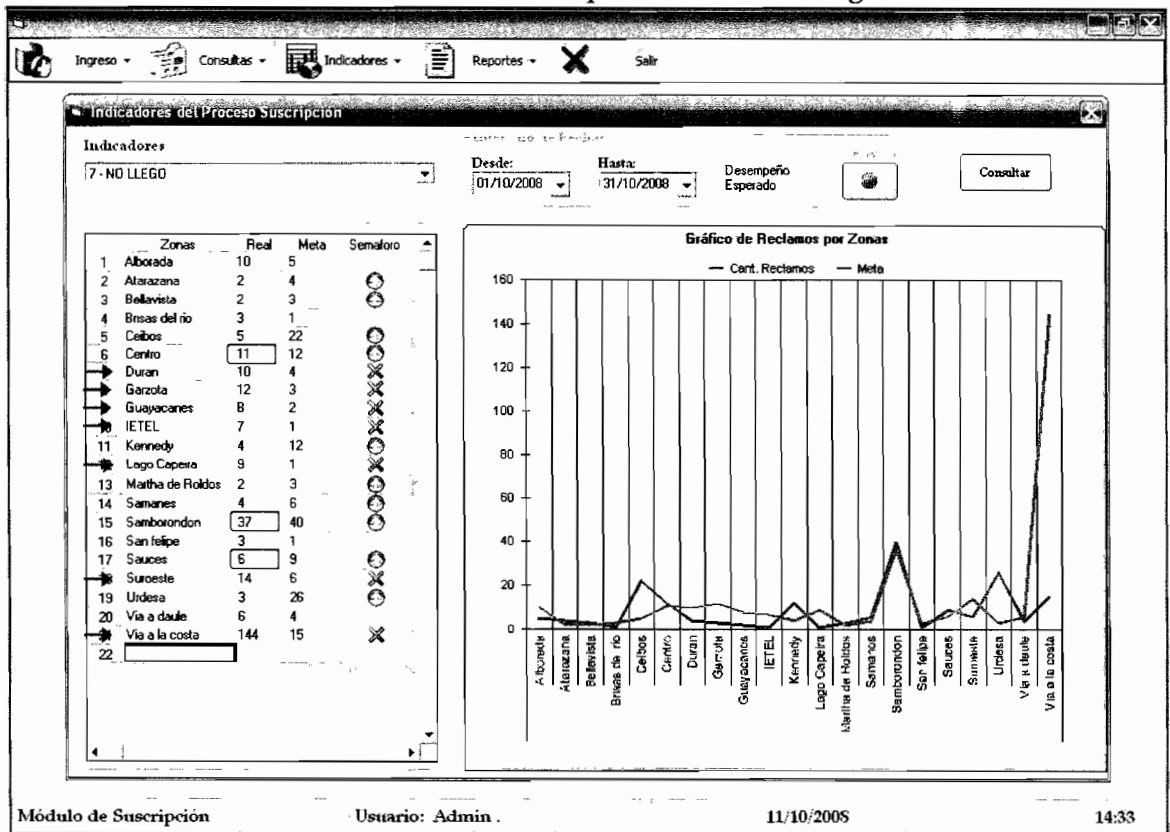 Ingreso Consultas Indicadores Reportes Salir
Indicadores del Proceso Suscripcion
Indicadores
7 - NO LLEGO
Desde: Hasta:
01/10/2008 31/10/2008
Desempeño
Esperado
Consultar
Zonas Real Meta Semaforo
1 Alborada 10 5
2 Atarazana 2 4
3 Bellavista 2 3
4 Brisas del rio 3 1
5 Ceibos 5 22
6 Centro 11 12
Duran 10 4
Garzota 12 3
Guayacanes 8 2
IETEL 7 1
11 Kennedy 4 12
Lago Capeira 9 1
13 Martha de Roldos 2 3
14 Samanes 4 6
15 Samborondon 37 40
16 San felipe 3 1
17 Sauces 6 9
Suroeste 14 6
19 Urdesa 3 26
20 Via a daule 6 4
Via a la costa 144 15
22
Gráfico de Reclamos por Zonas
Cant. Reclamos Meta
160
140
120
100
80
60
40
20
0
Alborada
Atarazana
Bellavista
Brisas del rio
Ceibos
Centro
Duran
Garzota
Guayacanes
IETEL
Kennedy
Lago Capeira
Martha de Roldos
Samanes
Samborondon
San felipe
Sauces
Suroeste
Urdesa
Via a daule
Via a la costa
Módulo de Suscripción Usuario: Admin . 11/10/2008 14:33